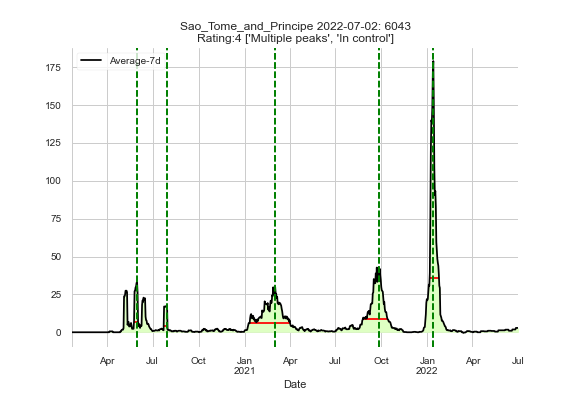 Sao_Tome_and_Principe 2022-07-02: 6043
Rating:4 ['Multiple peaks', 'In control']
Average-7d
175
150
125
100
75
50
25
0
Apr Jul Oct Jan Apr Jul Oct Jan Apr Jul
2021 2022
Date